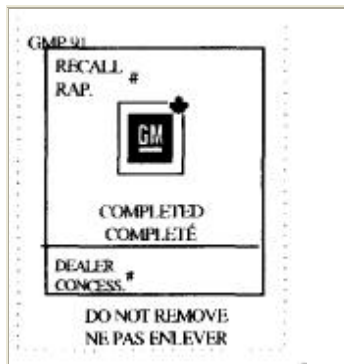 GMP 91
RECALL #
RAP.
GM
COMPLETED
COMPLETÉ
DEALER #
CONCESS.
DO NOT REMOVE
NE PAS ENLEVER